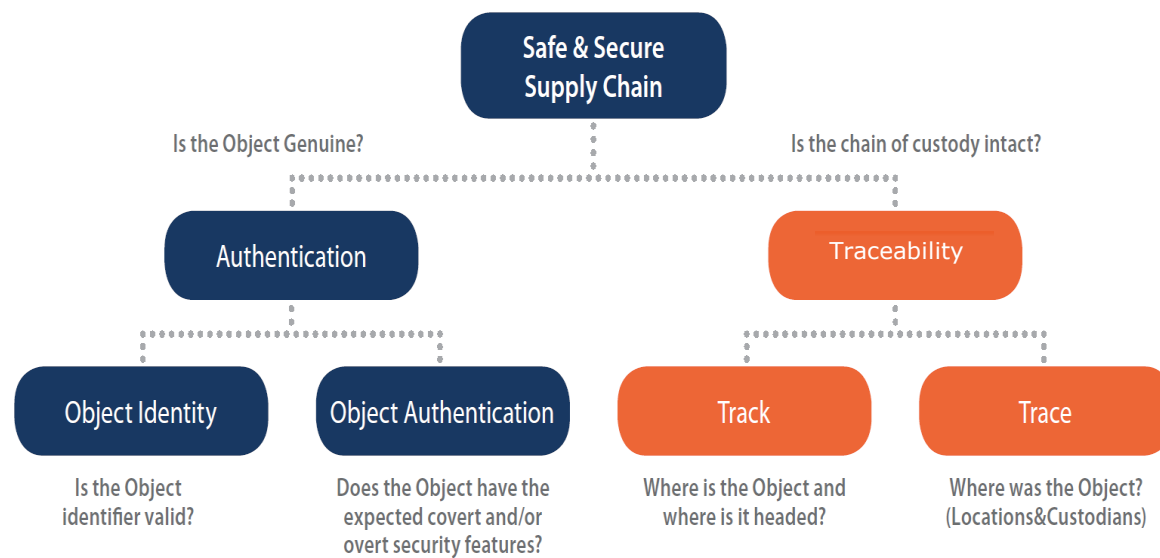 Safe & Secure
Supply Chain
Is the Object Genuine?
Is the chain of custody intact?
Authentication
Traceability
Object Identity
Object Authentication
Track
Trace
Is the Object
identifier valid?
Does the Object have the
expected covert and/or
overt security features?
Where is the Object and
where is it headed?
Where was the Object?
(Locations&Custodians)